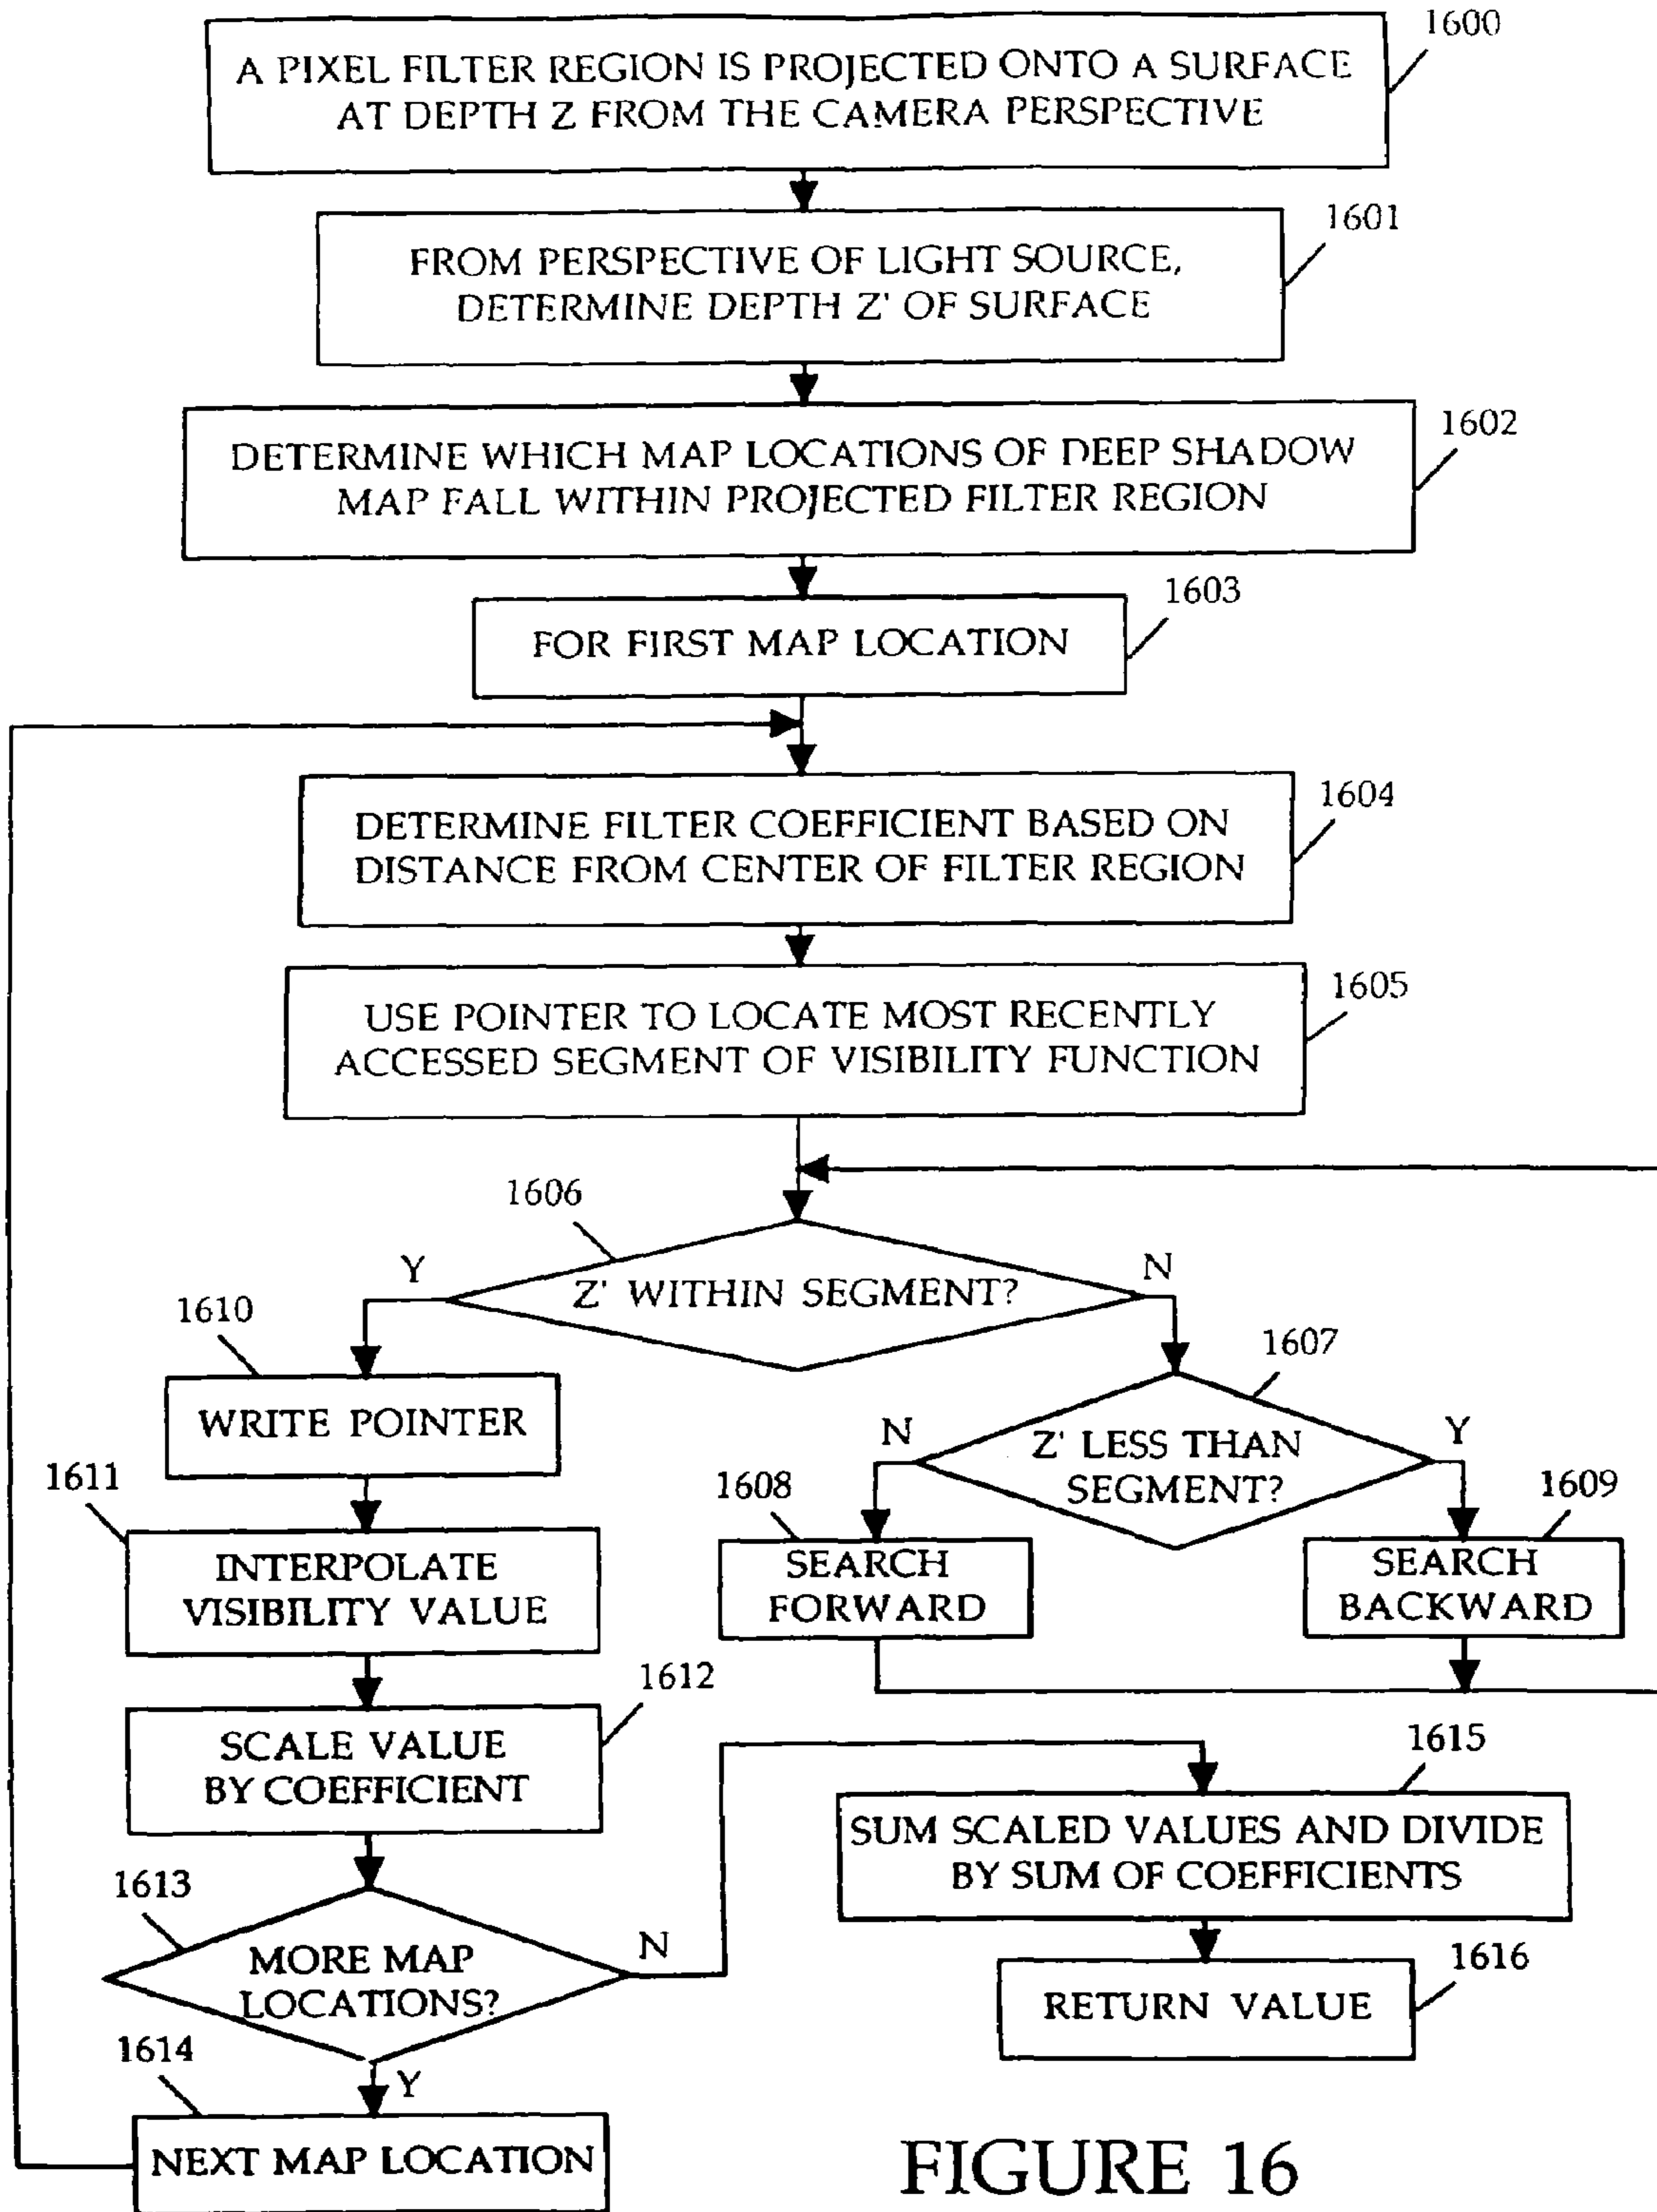 1600
A PIXEL FILTER REGION IS PROJECTED ONTO A SURFACE
AT DEPTH Z FROM THE CAMERA PERSPECTIVE
1601
FROM PERSPECTIVE OF LIGHT SOURCE,
DETERMINE DEPTH Z' OF SURFACE
1602
DETERMINE WHICH MAP LOCATIONS OF DEEP SHADOW
MAP FALL WITHIN PROJECTED FILTER REGION
1603
FOR FIRST MAP LOCATION
1604
DETERMINE FILTER COEFFICIENT BASED ON
DISTANCE FROM CENTER OF FILTER REGION
1605
USE POINTER TO LOCATE MOST RECENTLY
ACCESSED SEGMENT OF VISIBILITY FUNCTION
1606
Z' WITHIN SEGMENT?
Y
N
1607
Z' LESS THAN
SEGMENT?
N
Y
1608
SEARCH
FORWARD
1609
SEARCH
BACKWARD
1610
WRITE POINTER
1611
INTERPOLATE
VISIBILITY VALUE
1612
SCALE VALUE
BY COEFFICIENT
1613
MORE MAP
LOCATIONS?
N
Y
1614
NEXT MAP LOCATION
1615
SUM SCALED VALUES AND DIVIDE
BY SUM OF COEFFICIENTS
1616
RETURN VALUE
FIGURE 16